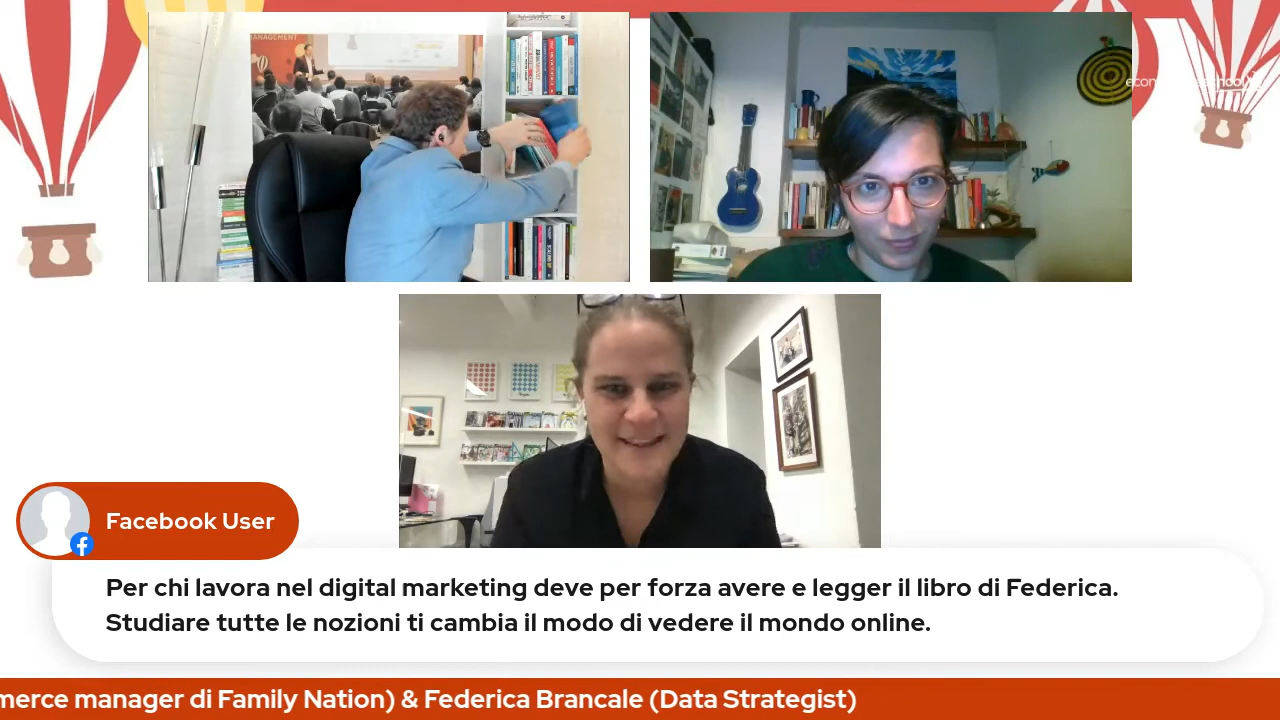 MANAGEMENT
Facebook User
Per chi lavora nel digital marketing deve per forza avere e legger il libro di Federica.
Studiare tutte le nozioni ti cambia il modo di vedere il mondo online.
merce manager di Family Nation) & Federica Brancale (Data Strategist)